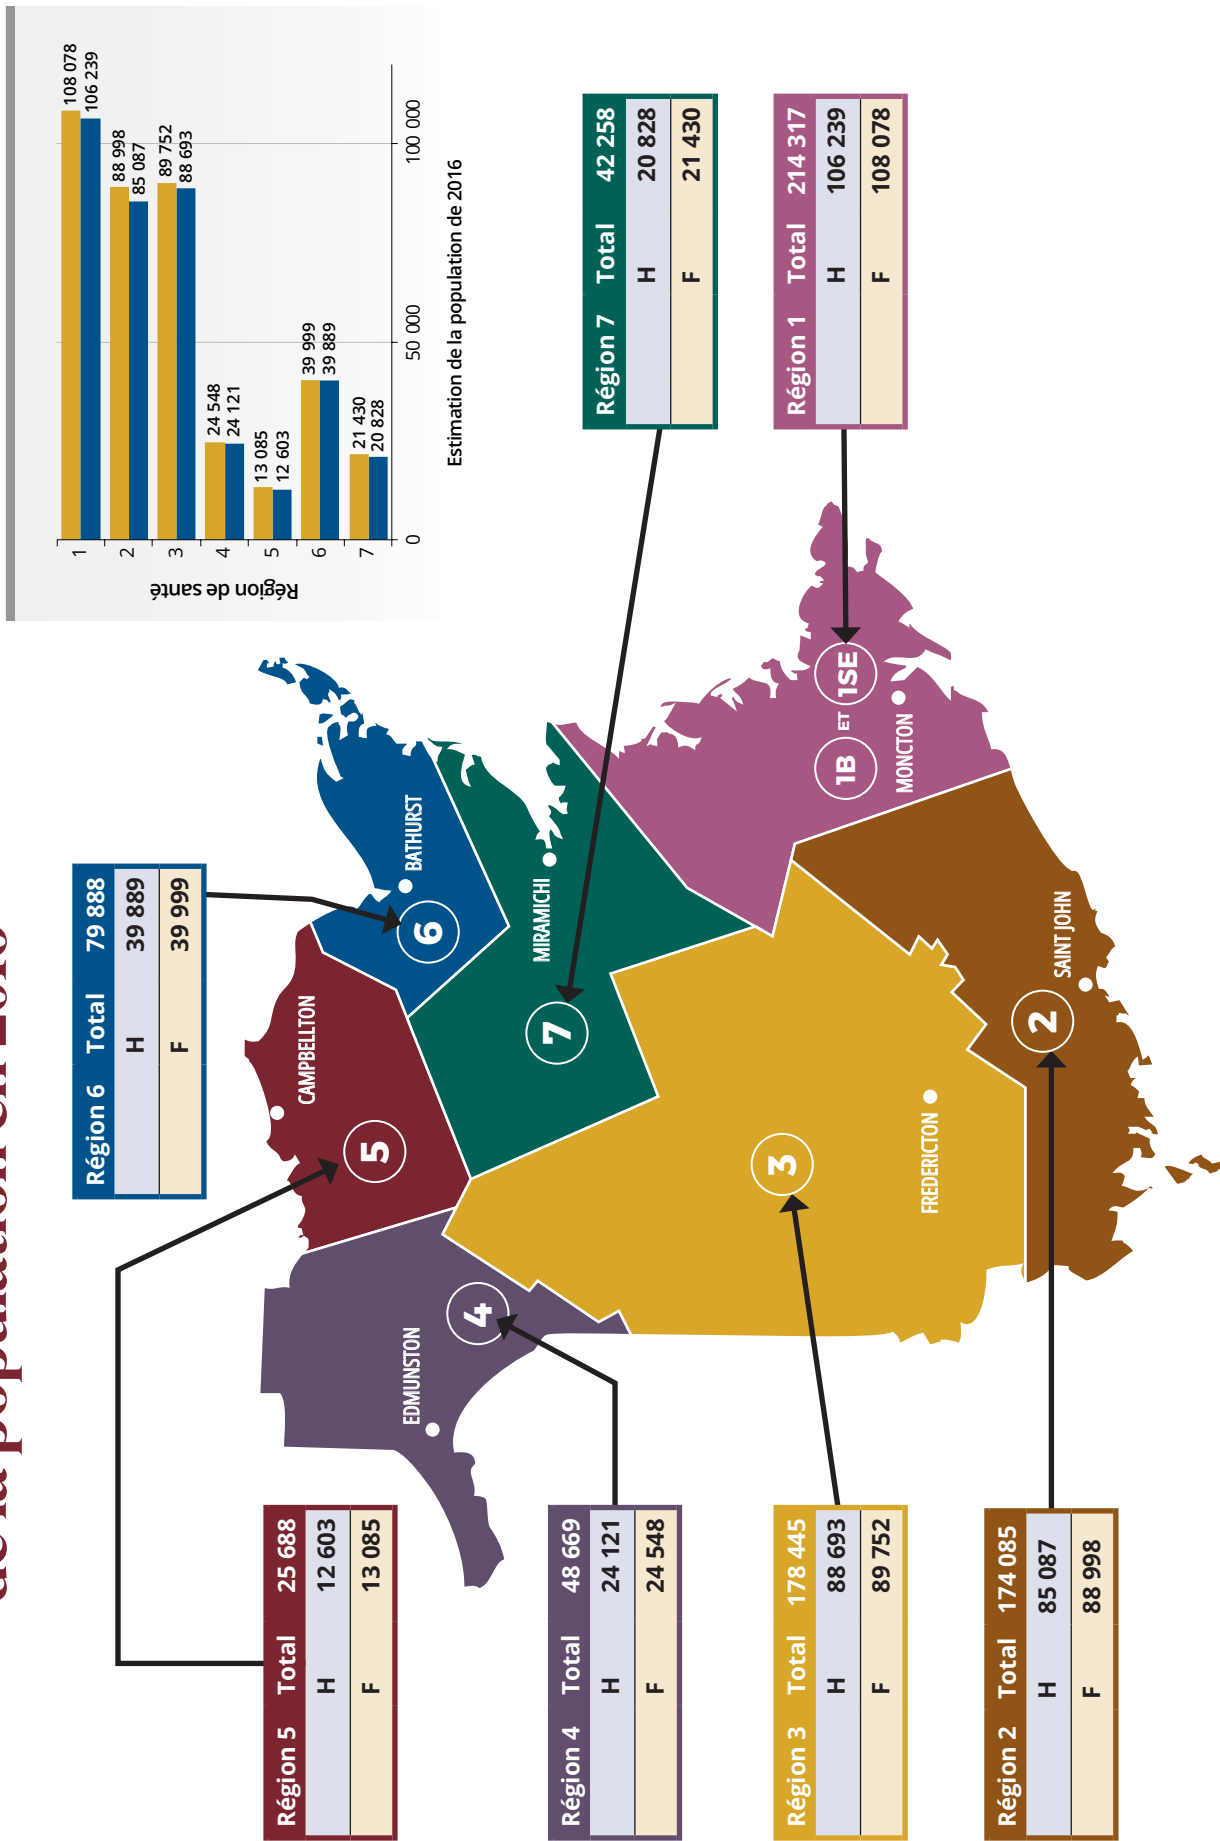 de la population en 2016
108 078
106 239
88 998
85 087
89 752
88 693
24 548
24 121
13 085
12 603
39 999
39 889
21 430
20 828
1
2
3
4
5
6
7
Région de santé
0
50 000
100 000
Estimation de la population de 2016
Région 6 Total 79 888
H 39 889
F 39 999
Région 5 Total 25 688
H 12 603
F 13 085
Région 4 Total 48 669
H 24 121
F 24 548
Région 3 Total 178 445
H 88 693
F 89 752
Région 2 Total 174 085
H 85 087
F 88 998
Région 7 Total 42 258
H 20 828
F 21 430
Région 1 Total 214 317
H 106 239
F 108 078
CAMPBELLTON
5
BATHURST
6
EDMUNSTON
4
MIRAMICHI
7
3
FREDERICTON
1B ET 1SE
MONCTON
2
SAINT JOHN